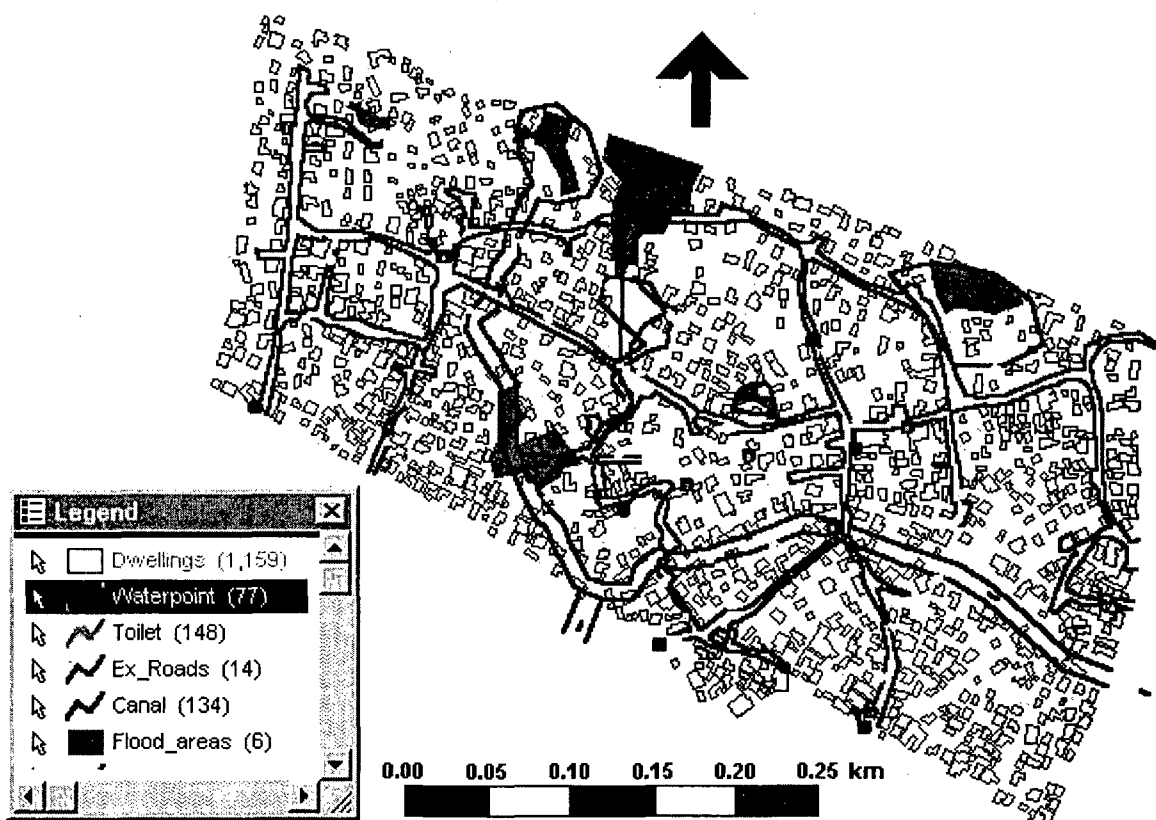 Legend
Dwellings (1,159)
Waterpoint (77)
Toilet (148)
Ex_Roads (14)
Canal (134)
Flood_areas (6)
0.00 0.05 0.10 0.15 0.20 0.25 km